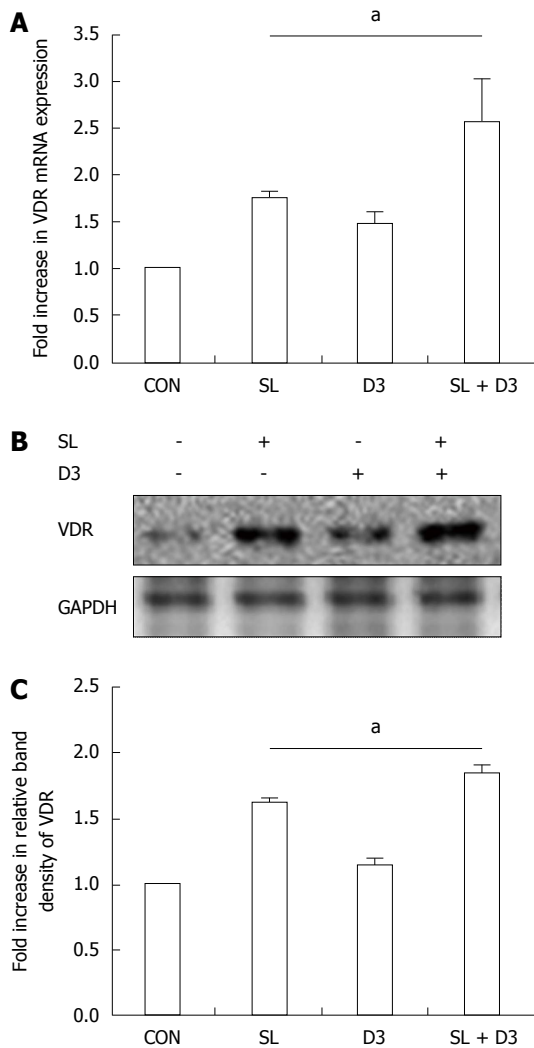 A
a
Fold increase in VDR mRNA expression
3.5
3.0
2.5
2.0
1.5
1.0
0.5
0.0
CON SL D3 SL + D3
B
SL - + - +
D3 - - + +
VDR
GAPDH
C
a
Fold increase in relative band
density of VDR
2.5
2.0
1.5
1.0
0.5
0.0
CON SL D3 SL + D3